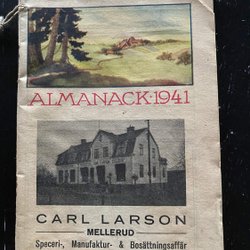 ALMANACK·1941
CARL LARSON
MELLERUD
Speceri-, Manufaktur- & Bosättningsaffär